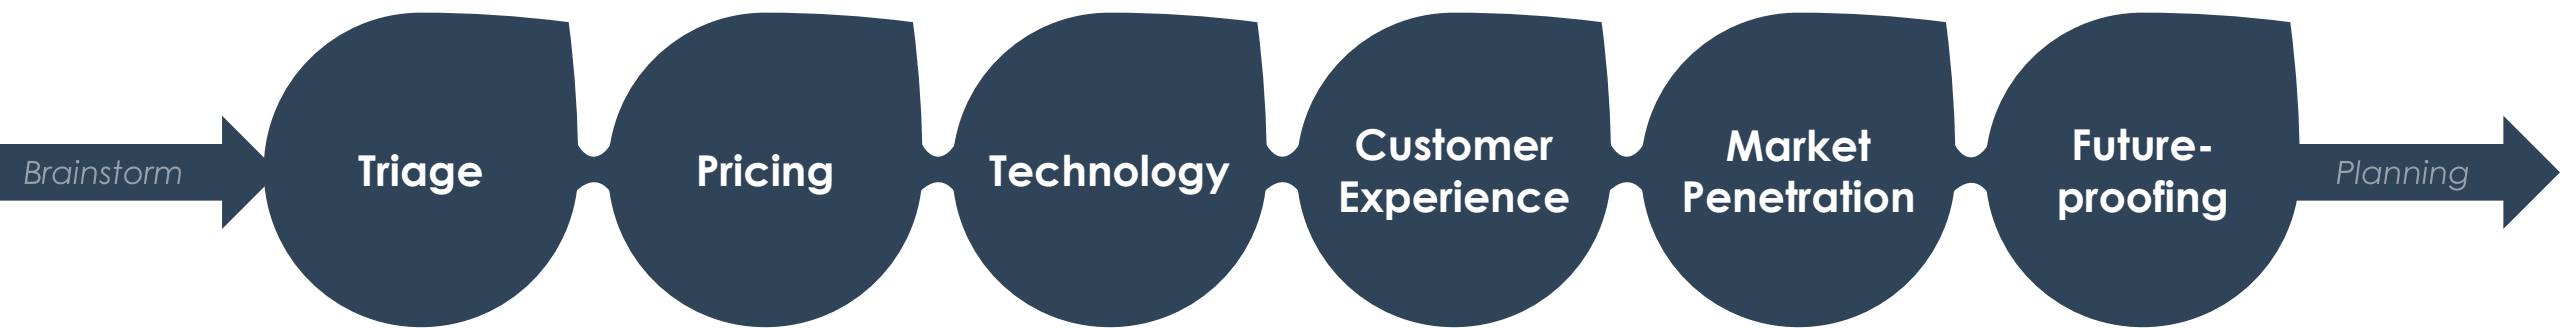 Brainstorm
Triage
Pricing
Technology
Customer
Experience
Market
Penetration
Future-
proofing
Planning